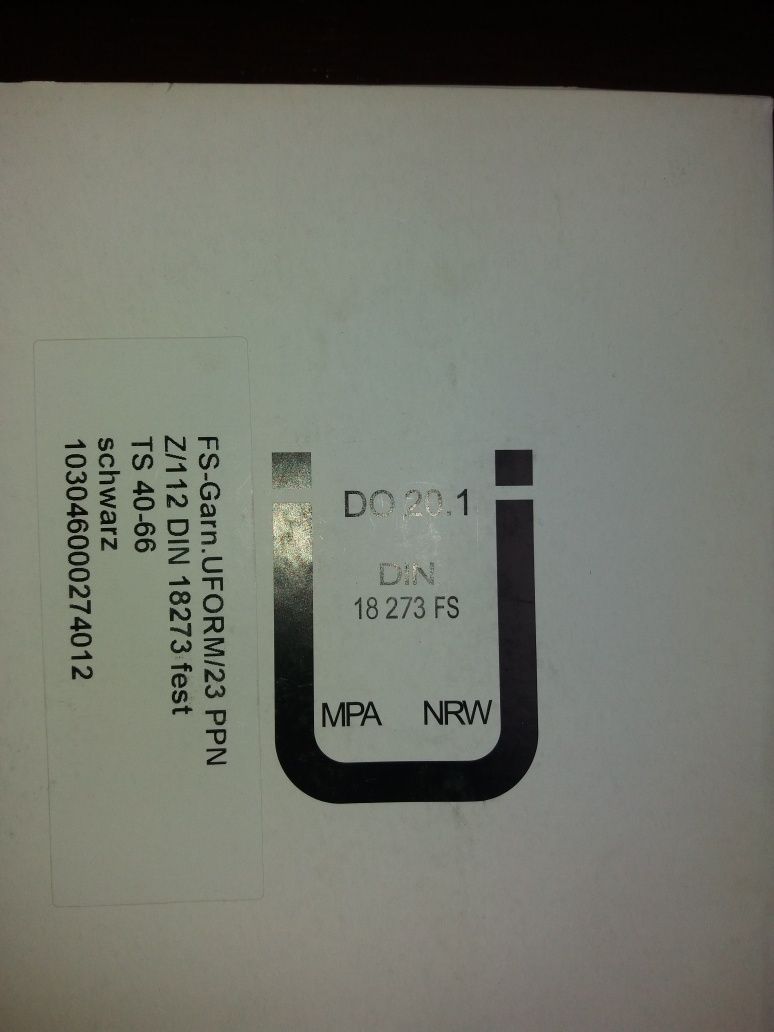 DO 20.1
DIN
18 273 FS
MPA NRW
FS-Garn.UFORM/23 PPN
Z/112 DIN 18273 fest
TS 40-66
schwarz
103046000274012